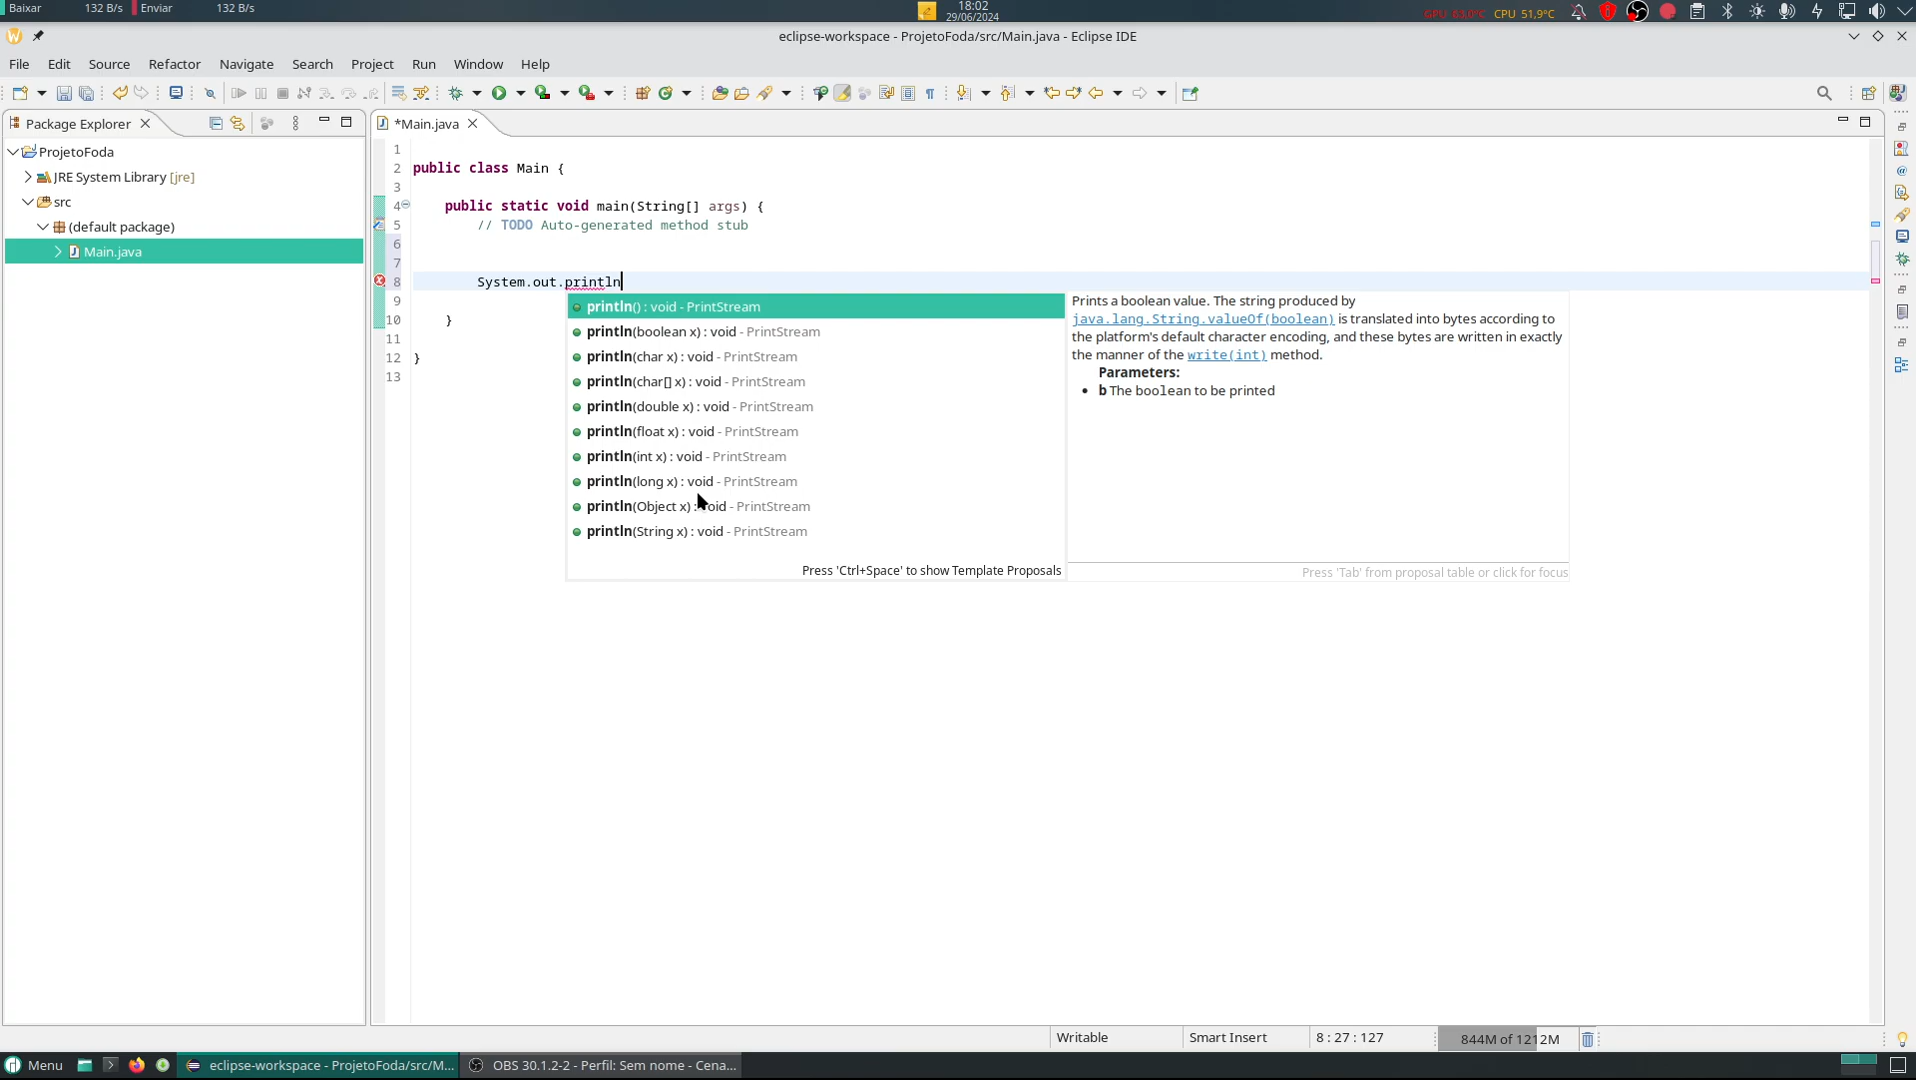 Baixar 132 B/s Enviar 132 B/s
18:02
29/06/2024
GPU 63,0°C CPU 51,9°C
eclipse-workspace - ProjetoFoda/src/Main.java - Eclipse IDE
File Edit Source Refactor Navigate Search Project Run Window Help
Package Explorer
*Main.java
ProjetoFoda
JRE System Library [jre]
src
(default package)
Main.java
1
2 public class Main {
3
4 public static void main(String[] args) {
5 // TODO Auto-generated method stub
6
7
8 System.out.println
9
10 }
11
12 }
13
println() : void - PrintStream
println(boolean x) : void - PrintStream
println(char x) : void - PrintStream
println(char[] x) : void - PrintStream
println(double x) : void - PrintStream
println(float x) : void - PrintStream
println(int x) : void - PrintStream
println(long x) : void - PrintStream
println(Object x) : void - PrintStream
println(String x) : void - PrintStream
Press 'Ctrl+Space' to show Template Proposals
Prints a boolean value. The string produced by
java.lang.String.valueOf(boolean) is translated into bytes according to
the platform's default character encoding, and these bytes are written in exactly
the manner of the write(int) method.
Parameters:
b The boolean to be printed
Press 'Tab' from proposal table or click for focus
Writable Smart Insert 8 : 27 : 127 844M of 1212M
Menu eclipse-workspace - ProjetoFoda/src/M... OBS 30.1.2-2 - Perfil: Sem nome - Cena...